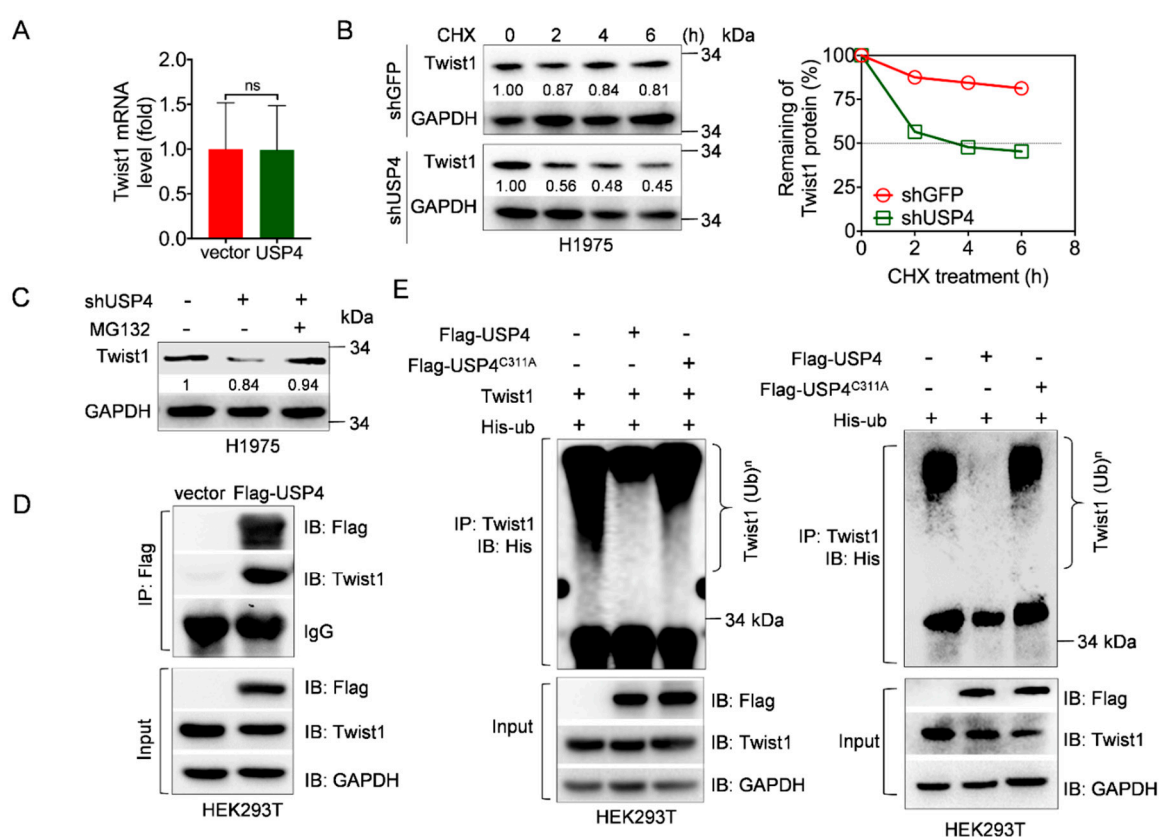 A
Twist1 mRNA
level (fold)
2.0
1.5
1.0
0.5
0.0
ns
vector USP4
B
CHX 0 2 4 6 (h) kDa
shGFP
Twist1
34
1.00 0.87 0.84 0.81
GAPDH
34
shUSP4
Twist1
34
1.00 0.56 0.48 0.45
GAPDH
34
H1975
Remaining of
Twist1 protein (%)
100
75
50
25
0
shGFP
shUSP4
0 2 4 6 8
CHX treatment (h)
C
shUSP4 - + +
MG132 - - + kDa
Twist1
34
1 0.84 0.94
GAPDH
34
H1975
D
vector Flag-USP4
IP: Flag
IB: Flag
IB: Twist1
IgG
Input
IB: Flag
IB: Twist1
IB: GAPDH
HEK293T
E
Flag-USP4 - + -
Flag-USP4C311A - - +
Twist1 + + +
His-ub + + +
IP: Twist1
IB: His
Twist1 (Ub)n
34 kDa
Input
IB: Flag
IB: Twist1
IB: GAPDH
HEK293T
Flag-USP4 - + -
Flag-USP4C311A - - +
His-ub + + +
IP: Twist1
IB: His
Twist1 (Ub)n
34 kDa
Input
IB: Flag
IB: Twist1
IB: GAPDH
HEK293T